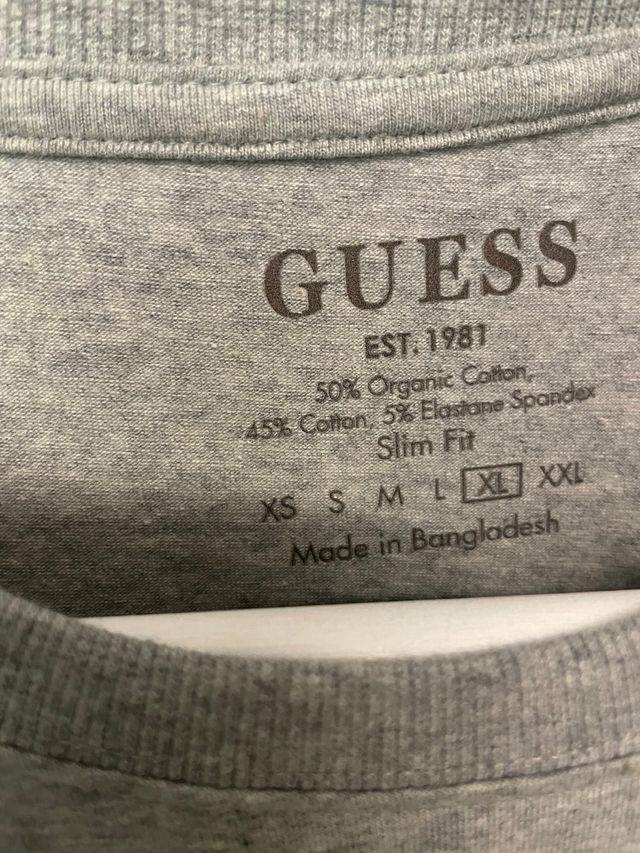 GUESS
EST. 1981
50% Organic Cotton,
45% Cotton, 5% Elastane Spandex
Slim Fit
XS S M L XL XXL
Made in Bangladesh